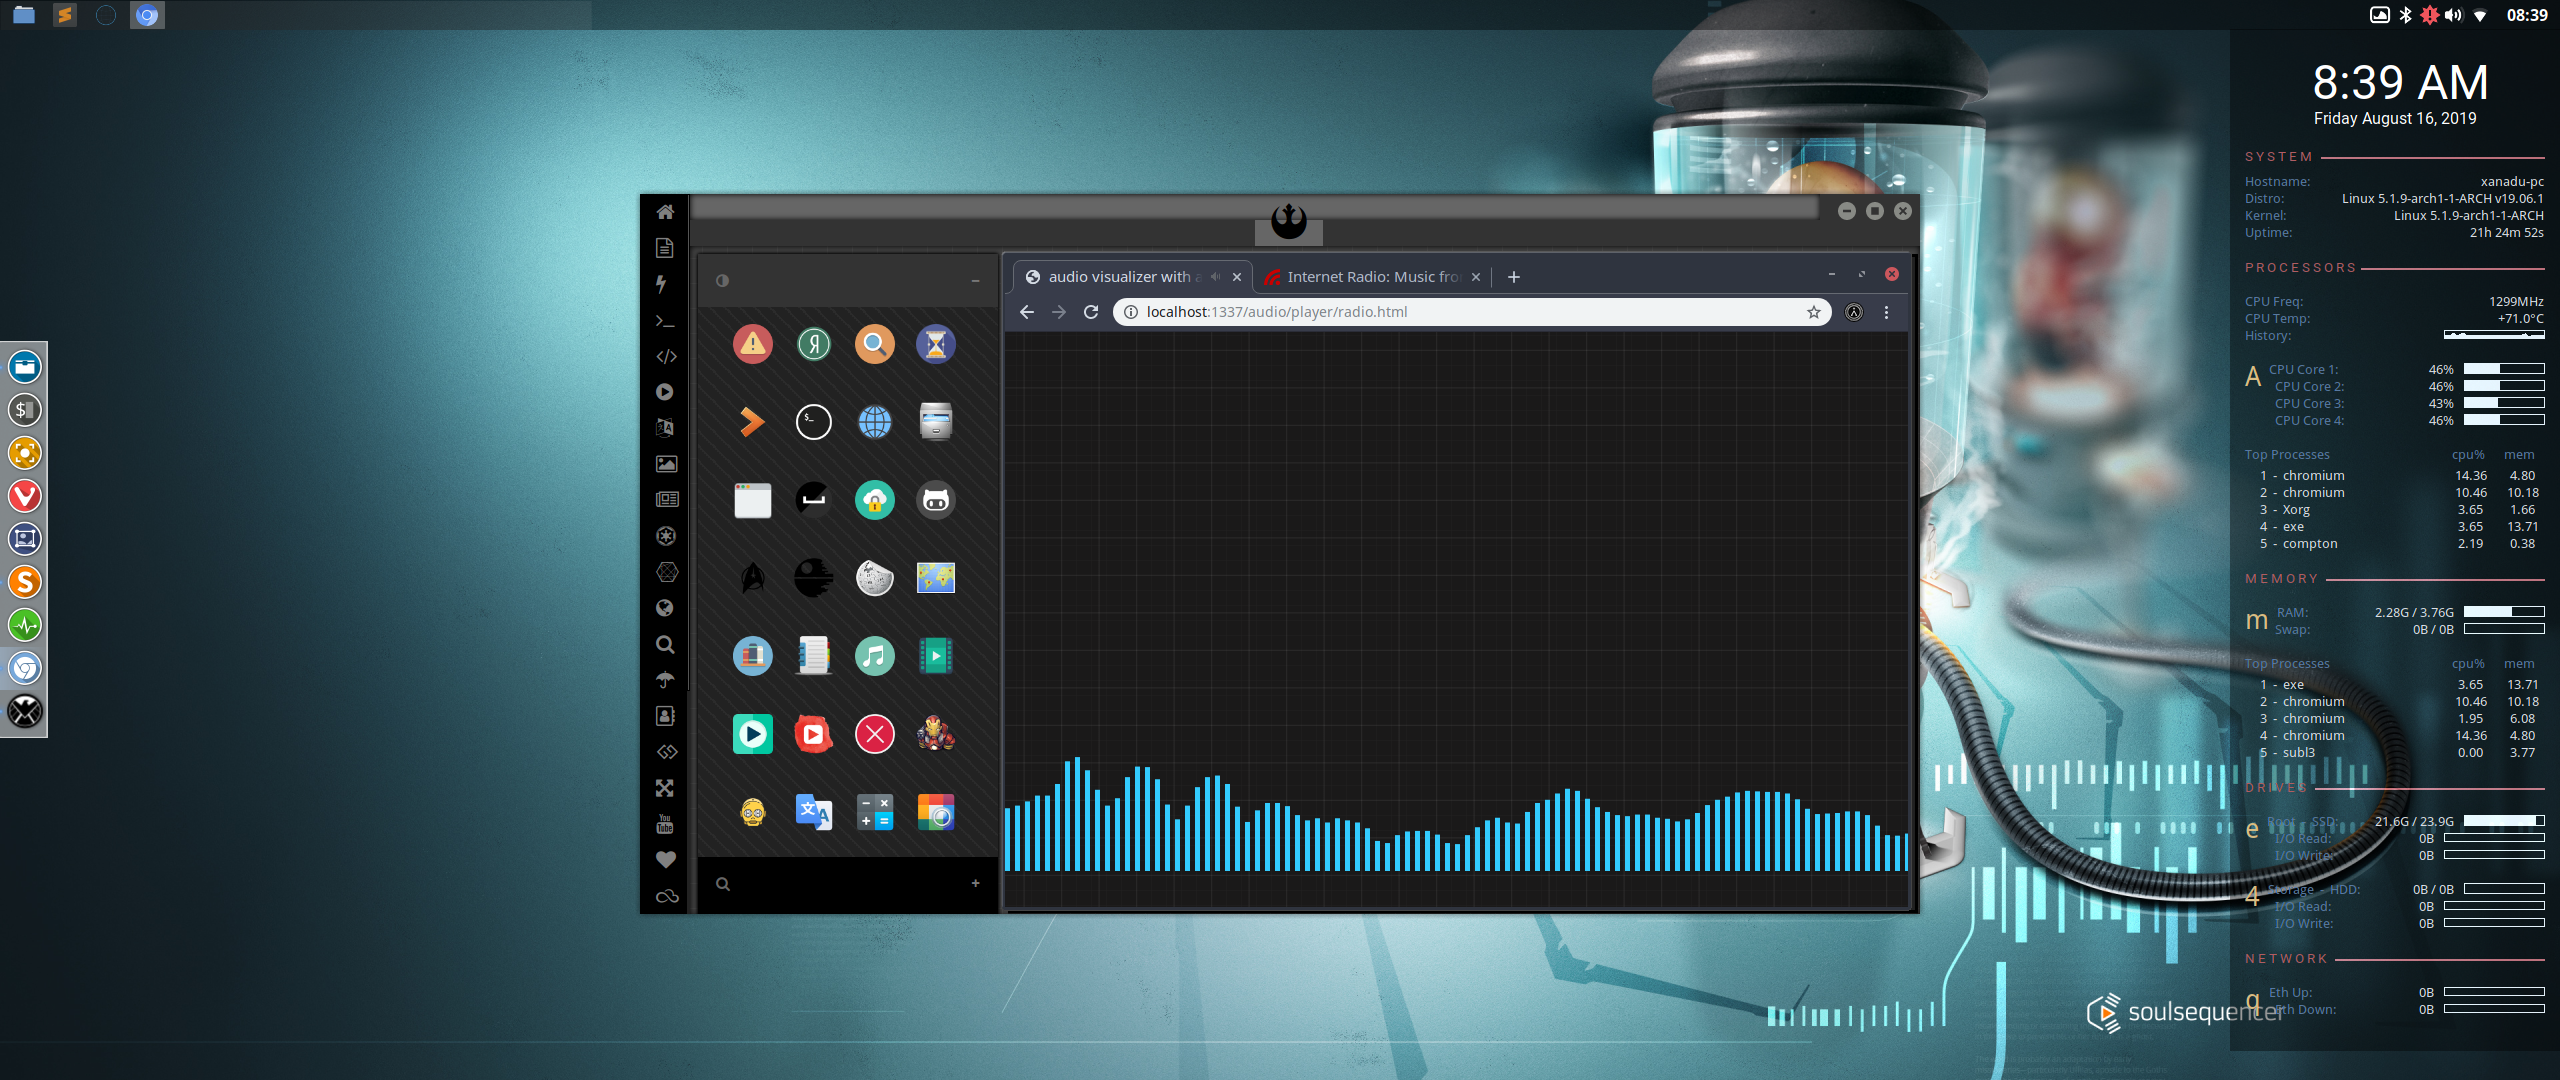 08:39
8:39 AM
Friday August 16, 2019
SYSTEM
Hostname: xanadu-pc
Distro: Linux 5.1.9-arch1-1-ARCH v19.06.1
Kernel: Linux 5.1.9-arch1-1-ARCH
Uptime: 21h 24m 52s
PROCESSORS
CPU Freq: 1299MHz
CPU Temp: +71.0°C
History:
A CPU Core 1: 46%
CPU Core 2: 46%
CPU Core 3: 43%
CPU Core 4: 46%
Top Processes cpu% mem
1 - chromium 14.36 4.80
2 - chromium 10.46 10.18
3 - Xorg 3.65 1.66
4 - exe 3.65 13.71
5 - compton 2.19 0.38
MEMORY
m RAM: 2.28G / 3.76G
Swap: 0B / 0B
Top Processes cpu% mem
1 - exe 3.65 13.71
2 - chromium 10.46 10.18
3 - chromium 1.95 6.08
4 - chromium 14.36 4.80
5 - subl3 0.00 3.77
DRIVES
e Root - SSD: 21.6G / 23.9G
I/O Read: 0B
I/O Write: 0B
4 Storage - HDD: 0B / 0B
I/O Read: 0B
I/O Write: 0B
NETWORK
q Eth Up: 0B
Eth Down: 0B
soulsequencer
audio visualizer with a
Internet Radio: Music fro
localhost:1337/audio/player/radio.html
You
Tube